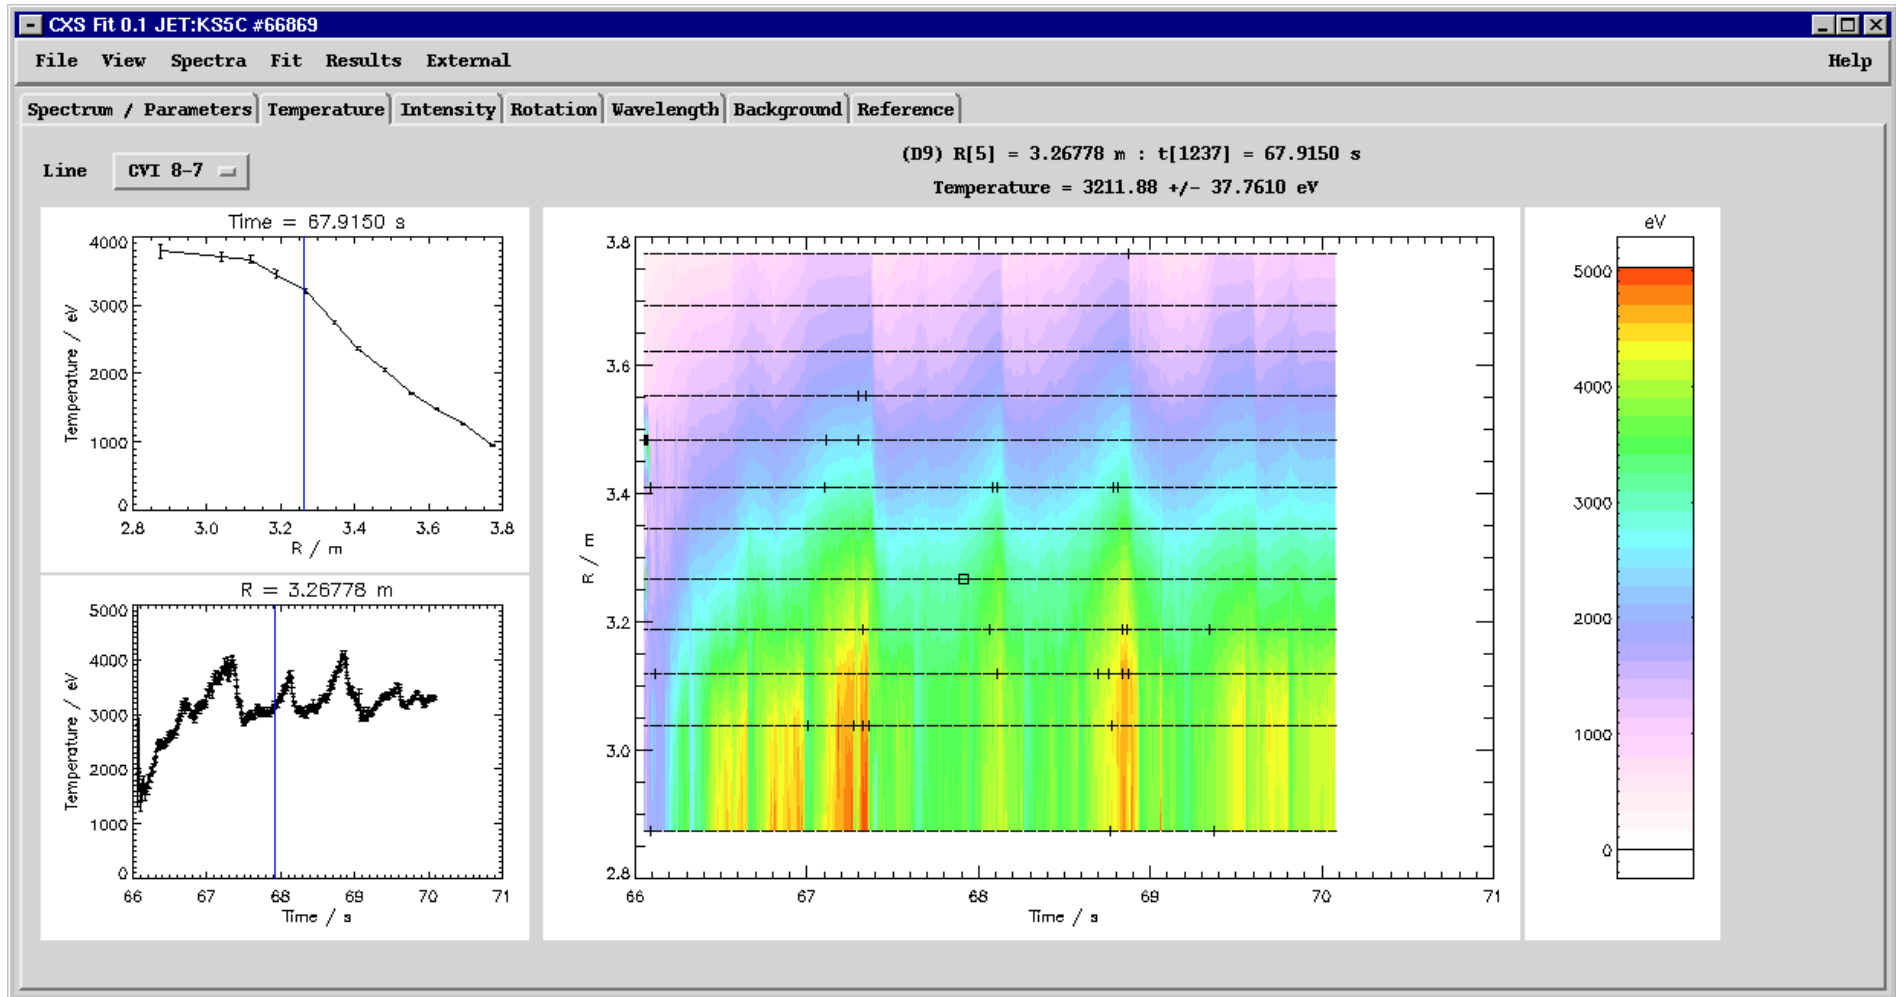 CXS Fit 0.1 JET:KS5C #66869
File View Spectra Fit Results External Help
Spectrum / Parameters Temperature Intensity Rotation Wavelength Background Reference
Line CVI 8-7
(D9) R[5] = 3.26778 m : t[1237] = 67.9150 s
Temperature = 3211.88 +/- 37.7610 eV
Time = 67.9150 s
4000
3000
2000
1000
0
Temperature / eV
2.8 3.0 3.2 3.4 3.6 3.8
R / m
R = 3.26778 m
5000
4000
3000
2000
1000
0
Temperature / eV
66 67 68 69 70 71
Time / s
3.8
3.6
3.4
3.2
3.0
2.8
R / m
66 67 68 69 70 71
Time / s
eV
5000
4000
3000
2000
1000
0